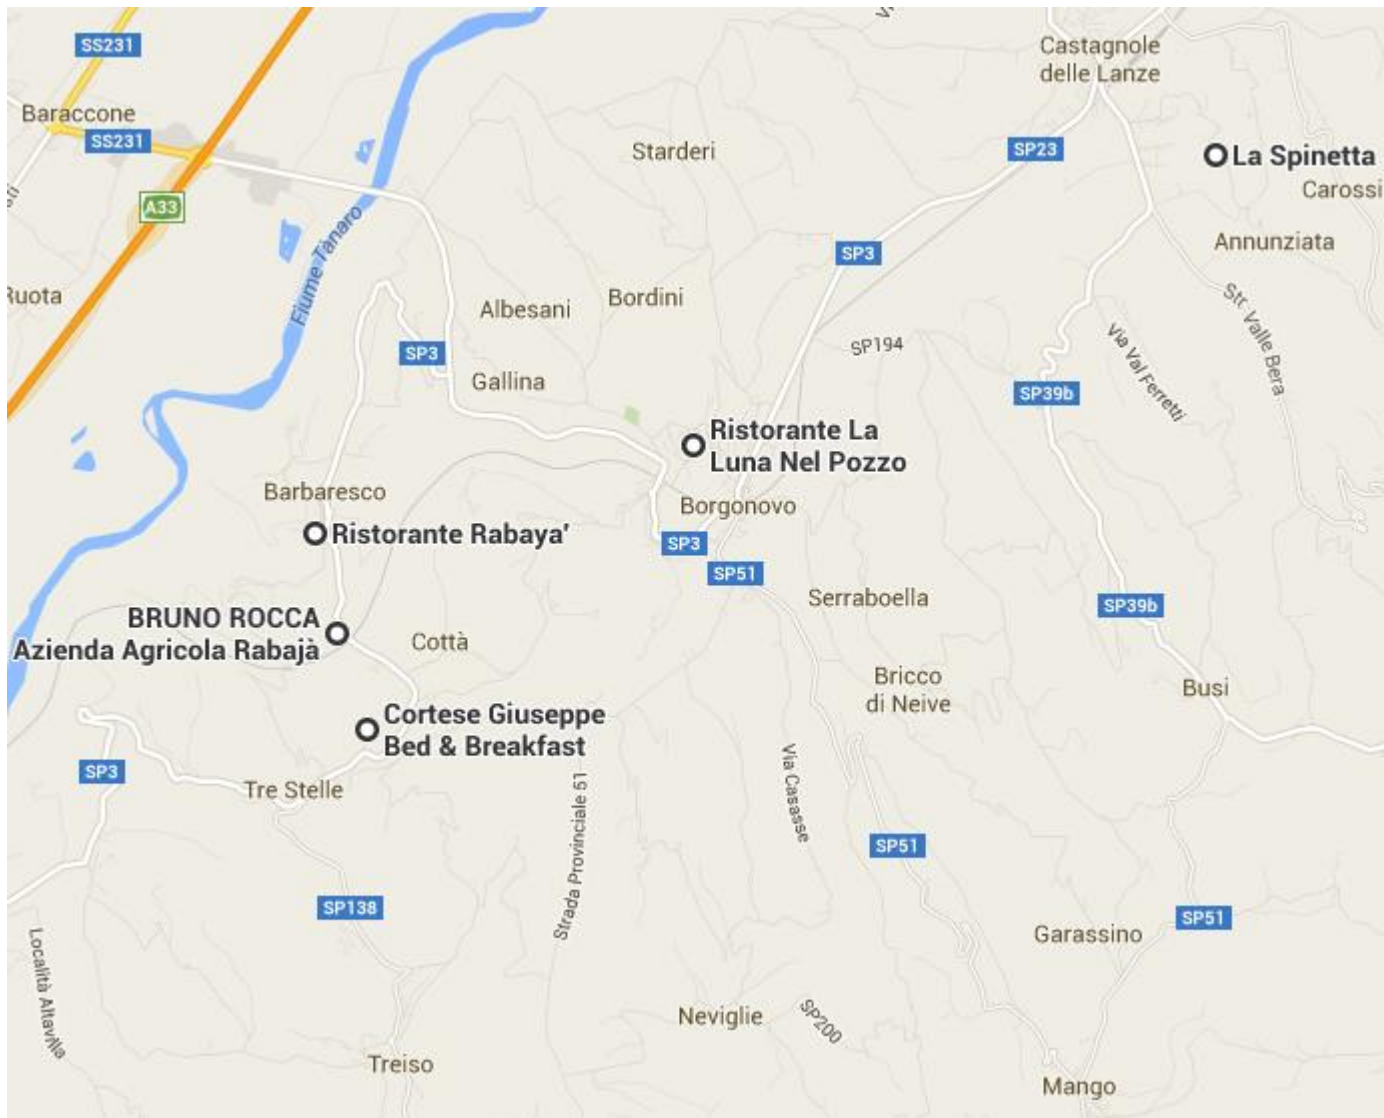 SS231
Castagnole
delle Lanze
Baraccone
SS231
SP23
Starderi
La Spinetta
Carossi
A33
Fiume Tànaro
SP3
Annunziata
Ruota
Albesani
Bordini
Str. Valle Bera
SP3
SP194
Via Val Ferretti
Gallina
SP39b
Ristorante La
Luna Nel Pozzo
Barbaresco
Borgonovo
Ristorante Rabaya'
SP3
SP51
Serraboella
SP39b
BRUNO ROCCA
Azienda Agricola Rabajà
Cottà
Bricco
di Neive
Busi
Cortese Giuseppe
Bed & Breakfast
SP3
Tre Stelle
Via Casasse
Strada Provinciale 51
SP51
SP138
SP51
Garassino
Località Altavilla
Neviglie
SP200
Treiso
Mango